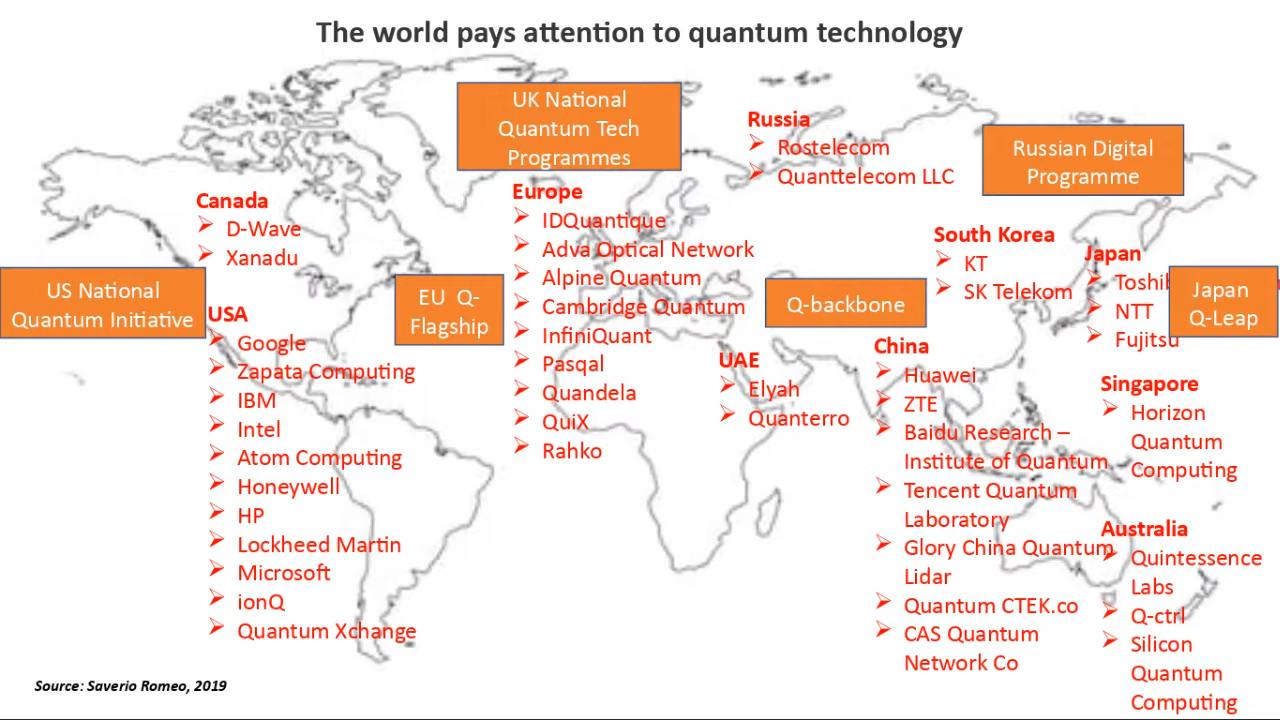 The world pays attention to quantum technology
UK National
Quantum Tech
Programmes
Russia
Rostelecom
Quanttelecom LLC
Russian Digital
Programme
Canada
D-Wave
Xanadu
US National
Quantum Initiative
USA
Google
Zapata Computing
IBM
Intel
Atom Computing
Honeywell
HP
Lockheed Martin
Microsoft
ionQ
Quantum Xchange
EU Q-
Flagship
Europe
IDQuantique
Adva Optical Network
Alpine Quantum
Cambridge Quantum
InfiniQuant
Pasqal
Quandela
QuiX
Rahko
UAE
Elyah
Quanterro
Q-backbone
South Korea
KT
SK Telekom
China
Huawei
ZTE
Baidu Research –
Institute of Quantum
Tencent Quantum
Laboratory
Glory China Quantum
Lidar
Quantum CTEK.co
CAS Quantum
Network Co
Japan
NTT
Fujitsu
Japan
Q-Leap
Singapore
Horizon
Quantum
Computing
Australia
Quintessence
Labs
Q-ctrl
Silicon
Quantum
Computing
Source: Saverio Romeo, 2019